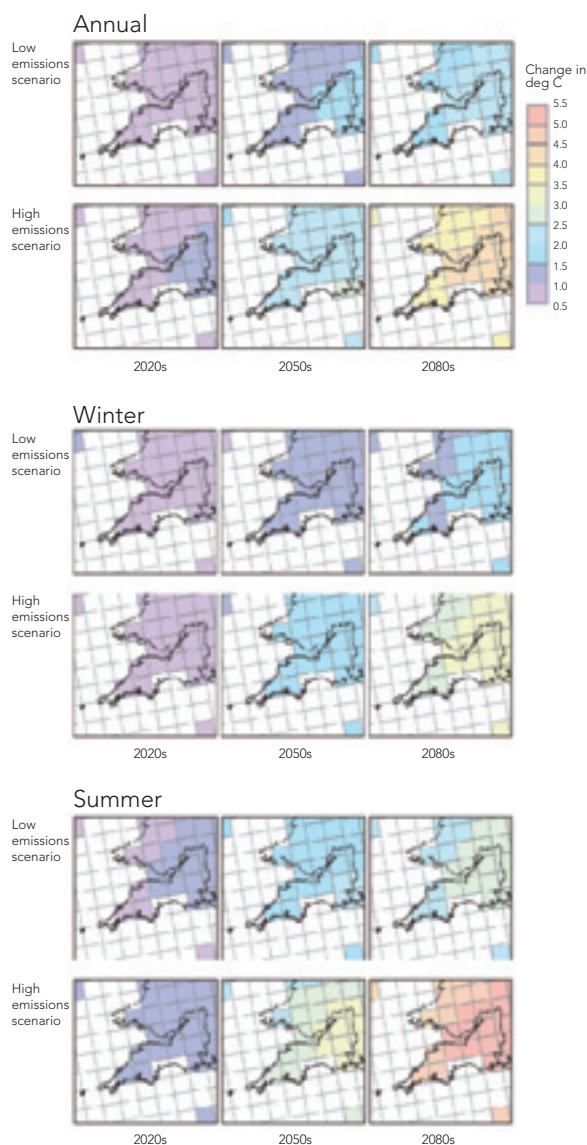 Annual
Low
emissions
scenario
Change in
deg C
5.5
5.0
4.5
4.0
3.5
3.0
2.5
2.0
1.5
1.0
0.5
High
emissions
scenario
2020s 2050s 2080s
Winter
Low
emissions
scenario
High
emissions
scenario
2020s 2050s 2080s
Summer
Low
emissions
scenario
High
emissions
scenario
2020s 2050s 2080s